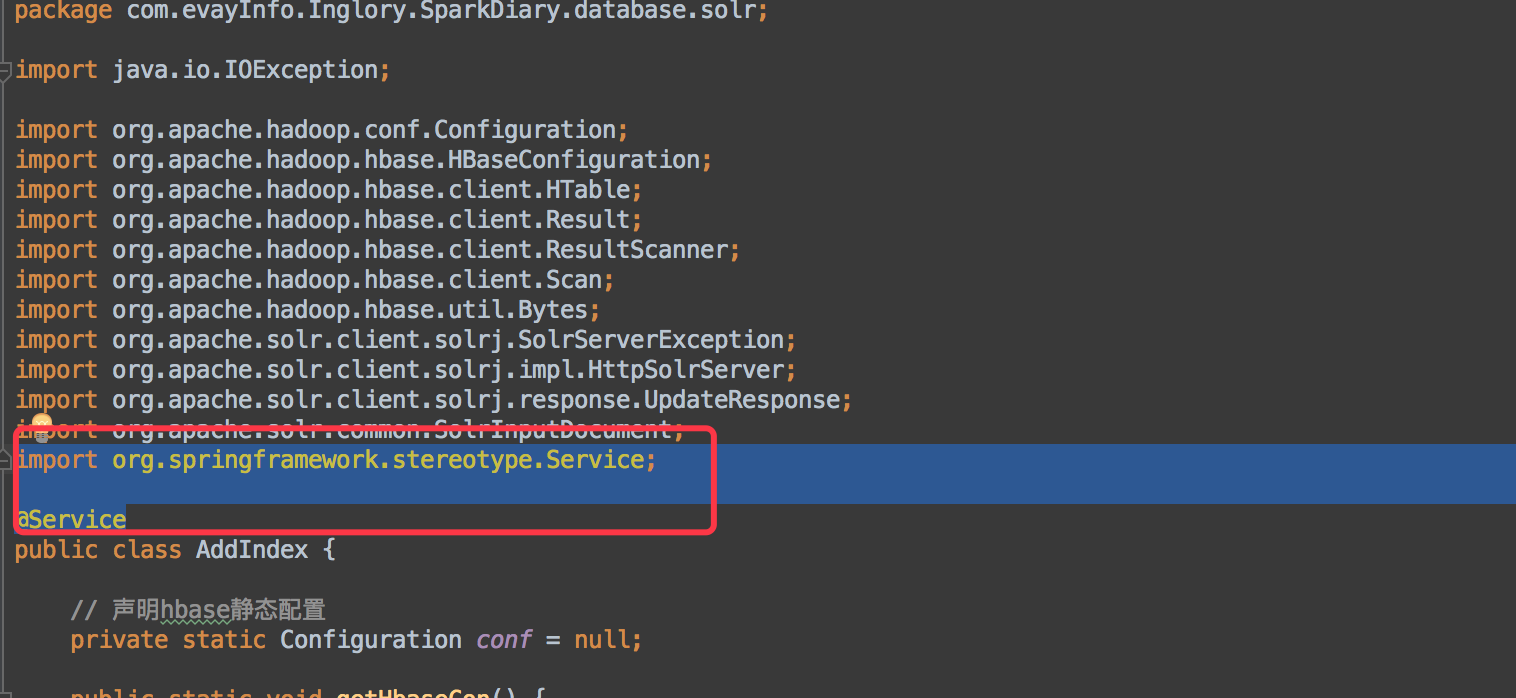 package com.evayInfo.Inglory.SparkDiary.database.solr;
import java.io.IOException;
import org.apache.hadoop.conf.Configuration;
import org.apache.hadoop.hbase.HBaseConfiguration;
import org.apache.hadoop.hbase.client.HTable;
import org.apache.hadoop.hbase.client.Result;
import org.apache.hadoop.hbase.client.ResultScanner;
import org.apache.hadoop.hbase.client.Scan;
import org.apache.hadoop.hbase.util.Bytes;
import org.apache.solr.client.solrj.SolrServerException;
import org.apache.solr.client.solrj.impl.HttpSolrServer;
import org.apache.solr.client.solrj.response.UpdateResponse;
import org.apache.solr.common.SolrInputDocument;
import org.springframework.stereotype.Service;
@Service
public class AddIndex {
// 声明hbase静态配置
private static Configuration conf = null;
public static void getHbaseCon() {